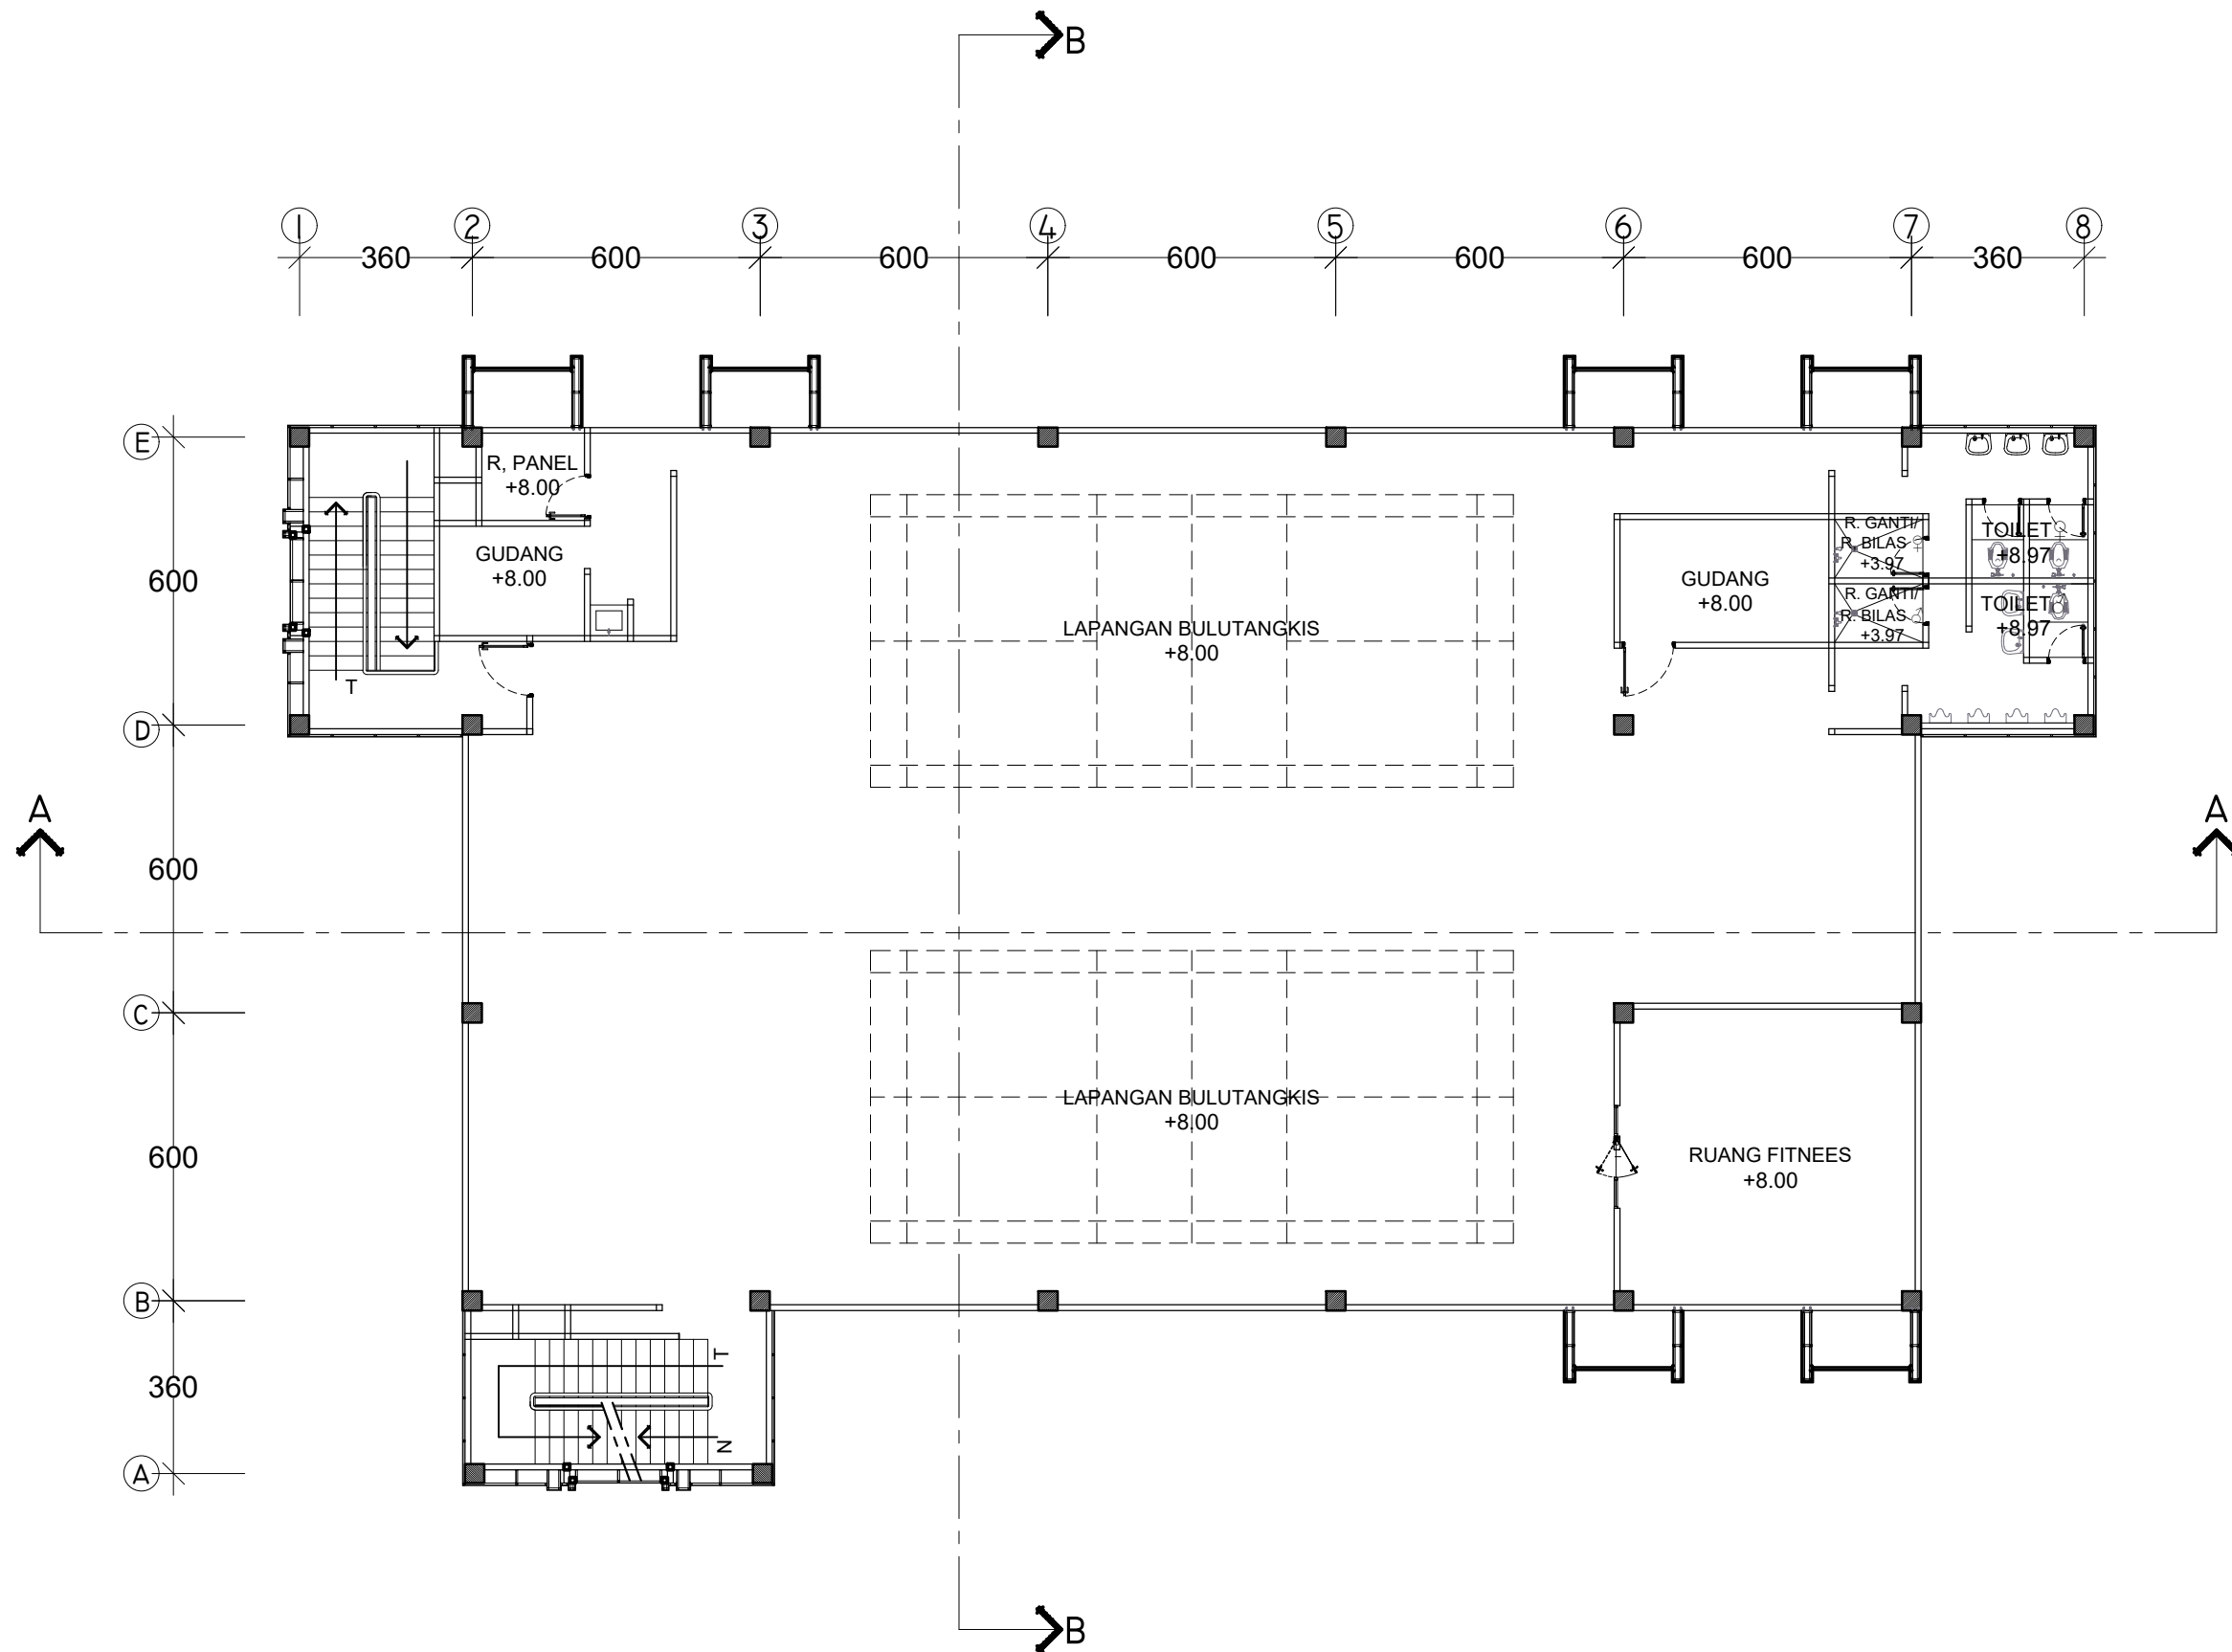 B
1
2
3
4
5
6
7
8
360
600
600
600
600
600
360
E
D
C
B
A
600
600
600
360
R, PANEL
+8.00
GUDANG
+8.00
T
LAPANGAN BULUTANGKIS
+8.00
GUDANG
+8.00
R. GANTI/
R. BILAS
+3.97
R. GANTI/
R. BILAS
+3.97
TOILET
+8.97
TOILET
+8.97
A
A
LAPANGAN BULUTANGKIS
+8.00
RUANG FITNEES
+8.00
T
N
B